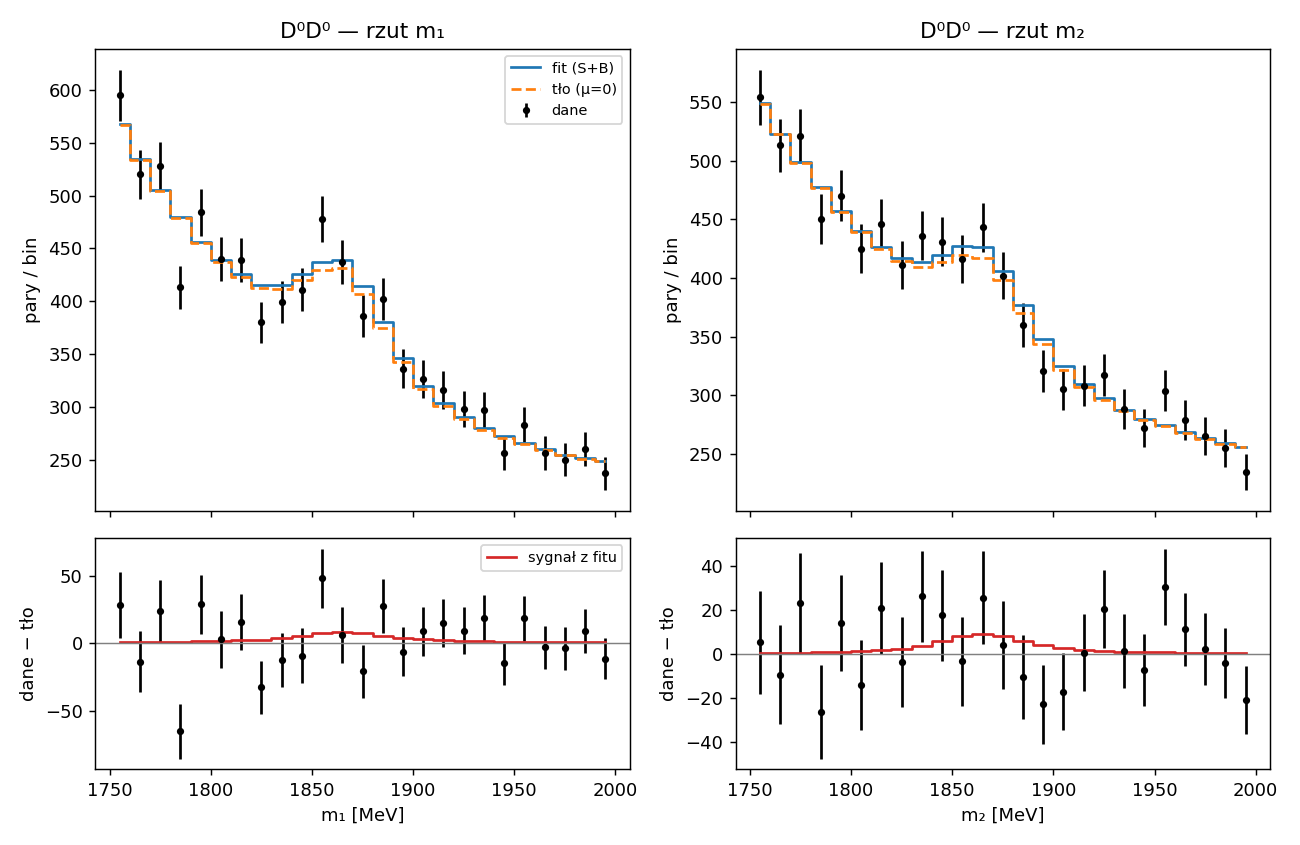 D⁰D⁰ — rzut m₁
600
550
500
450
400
350
300
250
pary / bin
fit (S+B)
tło (μ=0)
dane
D⁰D⁰ — rzut m₂
550
500
450
400
350
300
250
pary / bin
50
0
−50
dane − tło
sygnał z fitu
1750
1800
1850
1900
1950
2000
m₁ [MeV]
40
20
0
−20
−40
dane − tło
1750
1800
1850
1900
1950
2000
m₂ [MeV]